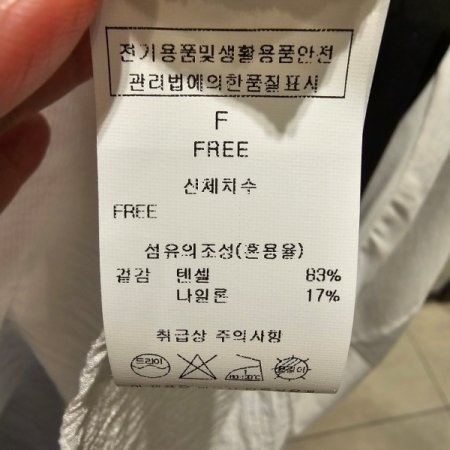 전기용품및생활용품안전
관리법에의한품질표시
F
FREE
신체치수
FREE
섬유의조성(혼용율)
겉감 텐셀 83%
나일론 17%
취급상 주의사항
드라이